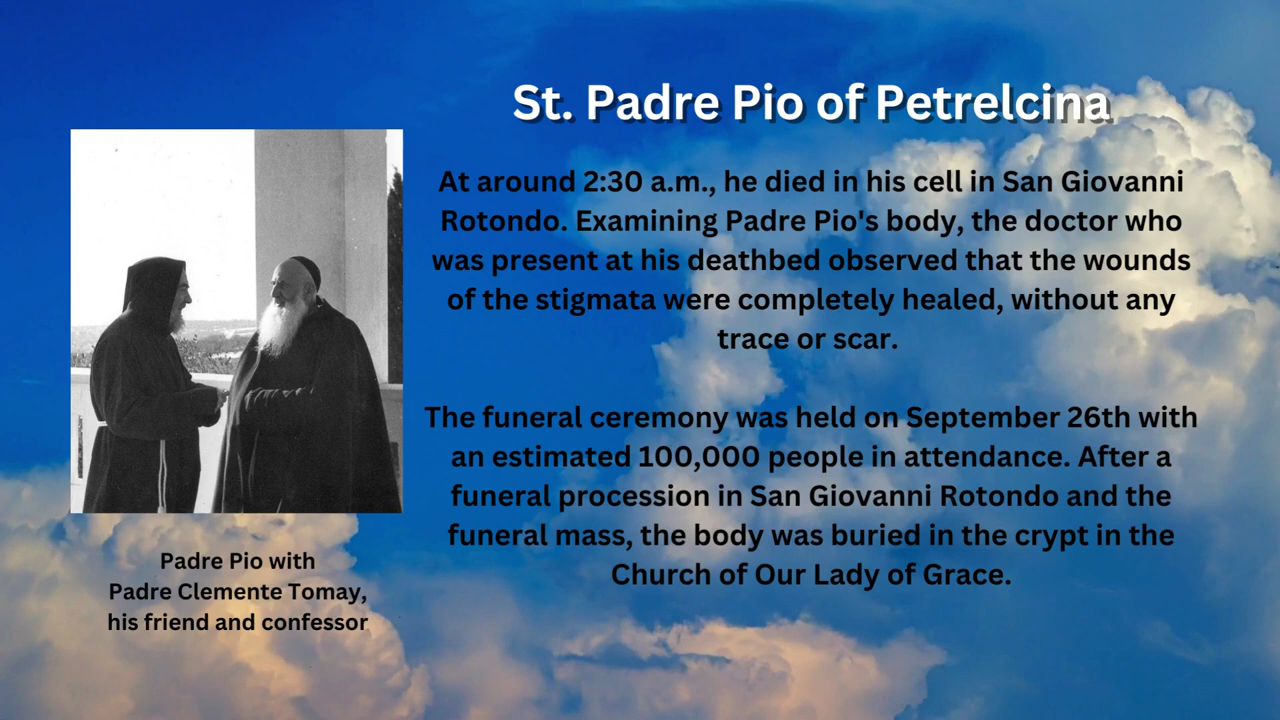 St. Padre Pio of Petrelcina
At around 2:30 a.m., he died in his cell in San Giovanni
Rotondo. Examining Padre Pio's body, the doctor who
was present at his deathbed observed that the wounds
of the stigmata were completely healed, without any
trace or scar.
The funeral ceremony was held on September 26th with
an estimated 100,000 people in attendance. After a
funeral procession in San Giovanni Rotondo and the
funeral mass, the body was buried in the crypt in the
Church of Our Lady of Grace.
Padre Pio with
Padre Clemente Tomay,
his friend and confessor